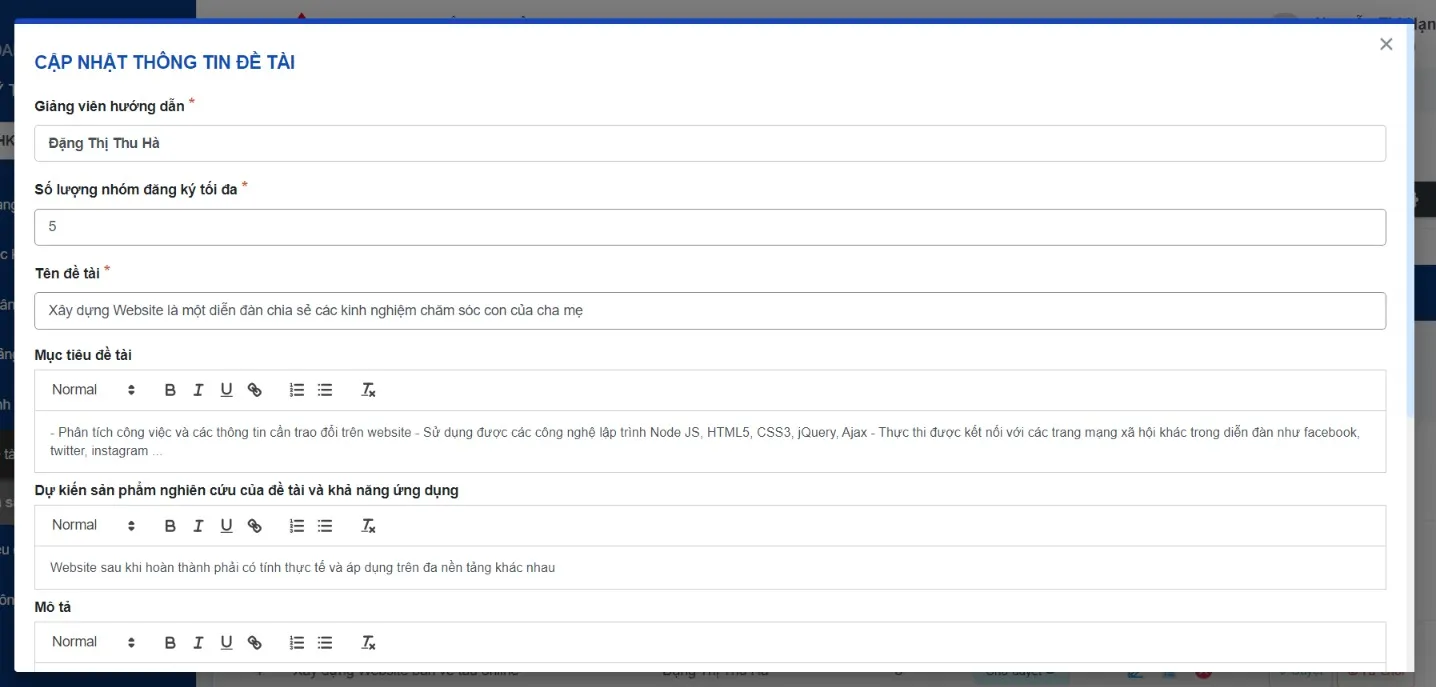 CẬP NHẬT THÔNG TIN ĐỀ TÀI
Giảng viên hướng dẫn *
Đặng Thị Thu Hà
Số lượng nhóm đăng ký tối đa *
5
Tên đề tài *
Xây dựng Website là một diễn đàn chia sẻ các kinh nghiệm chăm sóc con của cha mẹ
Mục tiêu đề tài
Normal
- Phân tích công việc và các thông tin cần trao đổi trên website - Sử dụng được các công nghệ lập trình Node JS, HTML5, CSS3, jQuery, Ajax - Thực thi được kết nối với các trang mạng xã hội khác trong diễn đàn như facebook,
twitter, instagram ...
Dự kiến sản phẩm nghiên cứu của đề tài và khả năng ứng dụng
Normal
Website sau khi hoàn thành phải có tính thực tế và áp dụng trên đa nền tảng khác nhau
Mô tả
Normal